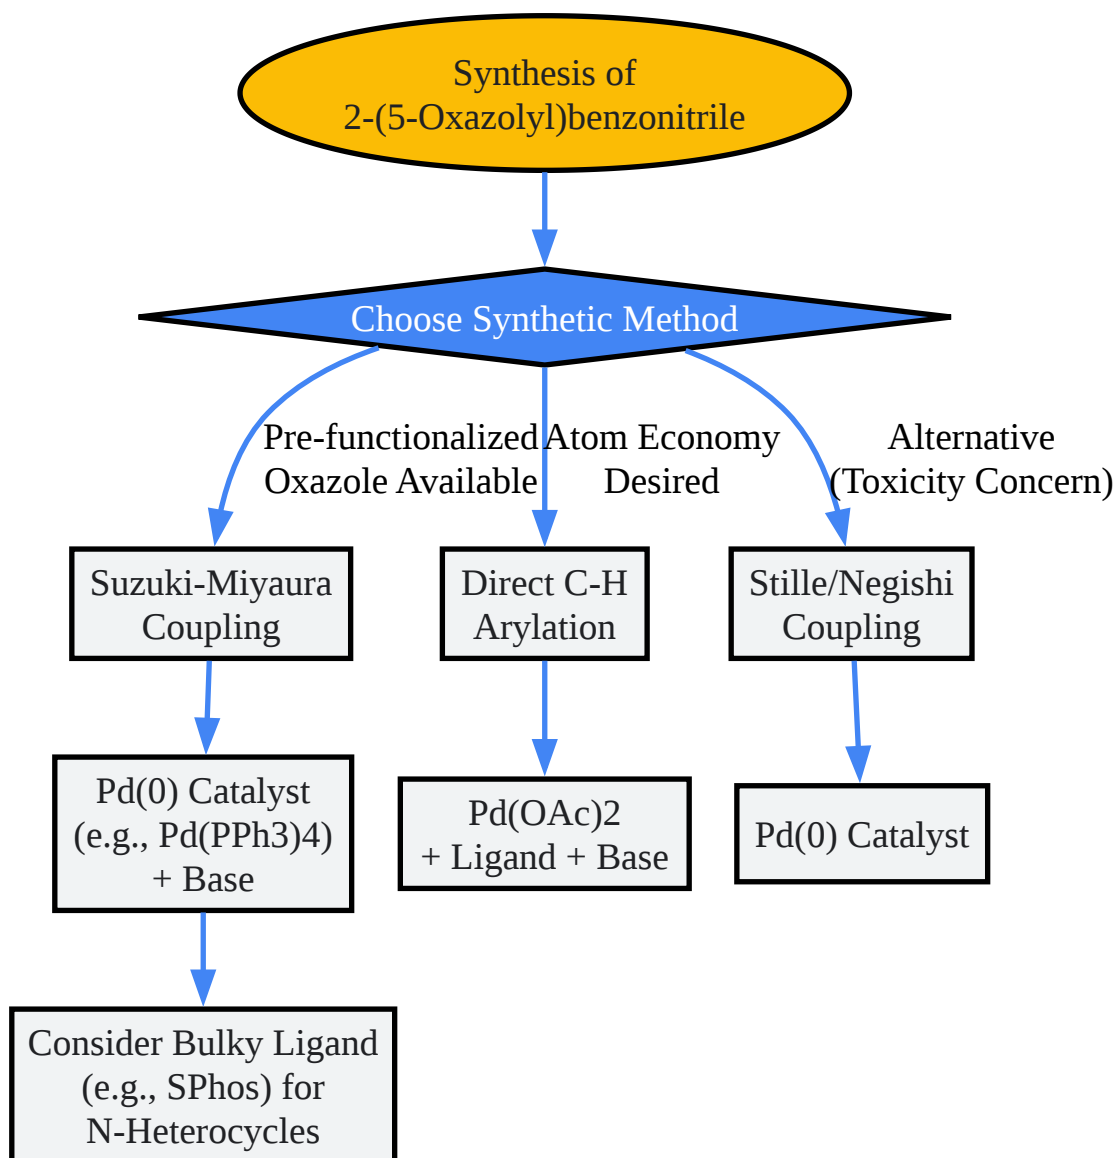 Synthesis of
2-(5-Oxazolyl)benzonitrile
Choose Synthetic Method
Pre-functionalized
Oxazole Available
Atom Economy
Desired
Alternative
(Toxicity Concern)
Suzuki-Miyaura
Coupling
Direct C-H
Arylation
Stille/Negishi
Coupling
Pd(0) Catalyst
(e.g., Pd(PPh3)4)
+ Base
Pd(OAc)2
+ Ligand + Base
Pd(0) Catalyst
Consider Bulky Ligand
(e.g., SPhos) for
N-Heterocycles